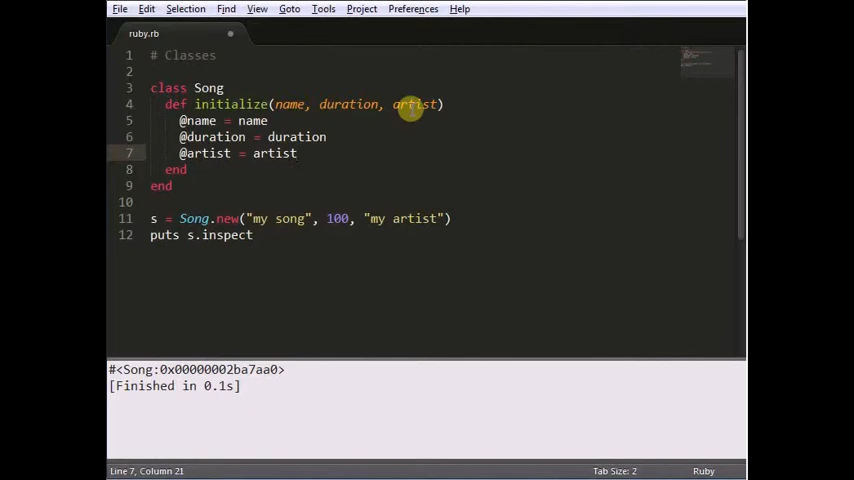 File Edit Selection Find View Goto Tools Project Preferences Help
ruby.rb
1 # Classes
2
3 class Song
4 def initialize(name, duration, artist)
5 @name = name
6 @duration = duration
7 @artist = artist
8 end
9 end
10
11 s = Song.new("my song", 100, "my artist")
12 puts s.inspect
#<Song:0x00000002ba7aa0>
[Finished in 0.1s]
Line 7, Column 21 Tab Size: 2 Ruby